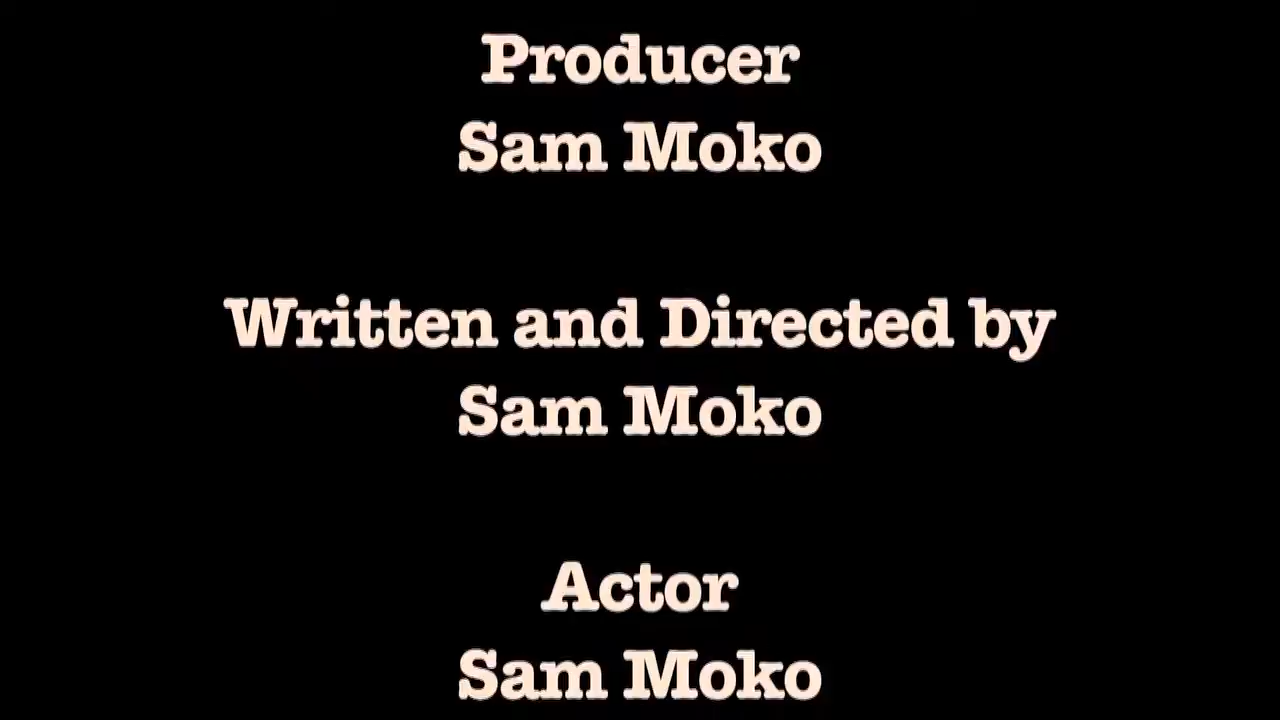 Producer
Sam Moko
Written and Directed by
Sam Moko
Actor
Sam Moko